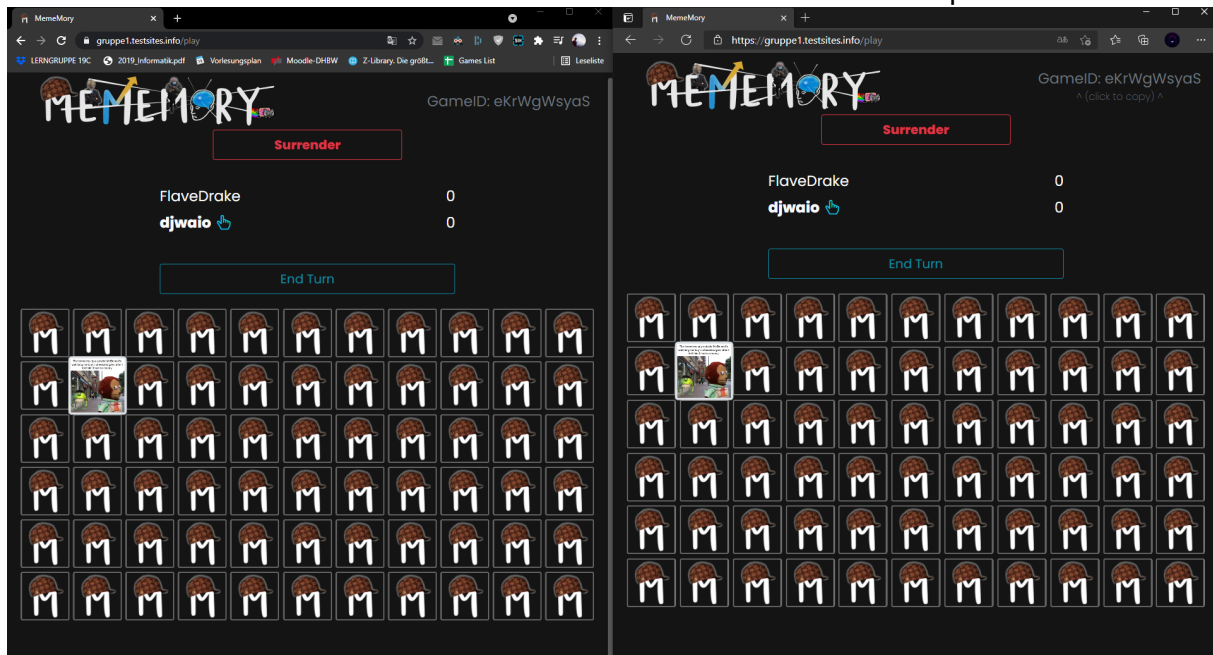 MemeMory
gruppe1.testsites.info/play
LERNGRUPPE 19C 2019_Informatik.pdf Vorlesungsplan Moodle-DHBW Z-Library. Die größt... Games List Leseliste
MEMEMORY
GameID: eKrWgWsyaS
Surrender
FlaveDrake 0
djwaio 0
End Turn
M M M M M M M M M M M
M M M M M M M M M M
M M M M M M M M M M M
M M M M M M M M M M M
M M M M M M M M M M M
M M M M M M M M M M M
MemeMory
https://gruppe1.testsites.info/play
MEMEMORY
GameID: eKrWgWsyaS
^ (click to copy) ^
Surrender
FlaveDrake 0
djwaio 0
End Turn
M M M M M M M M M M M
M M M M M M M M M M
M M M M M M M M M M M
M M M M M M M M M M M
M M M M M M M M M M M
M M M M M M M M M M M